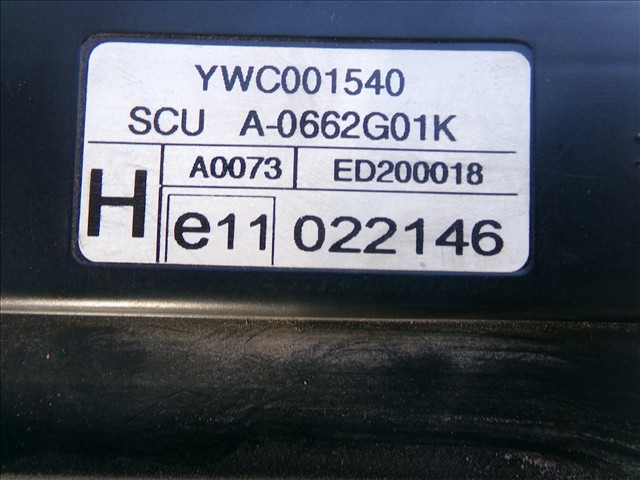 YWC001540
SCU A-0662G01K
H A0073 ED200018
e11 022146